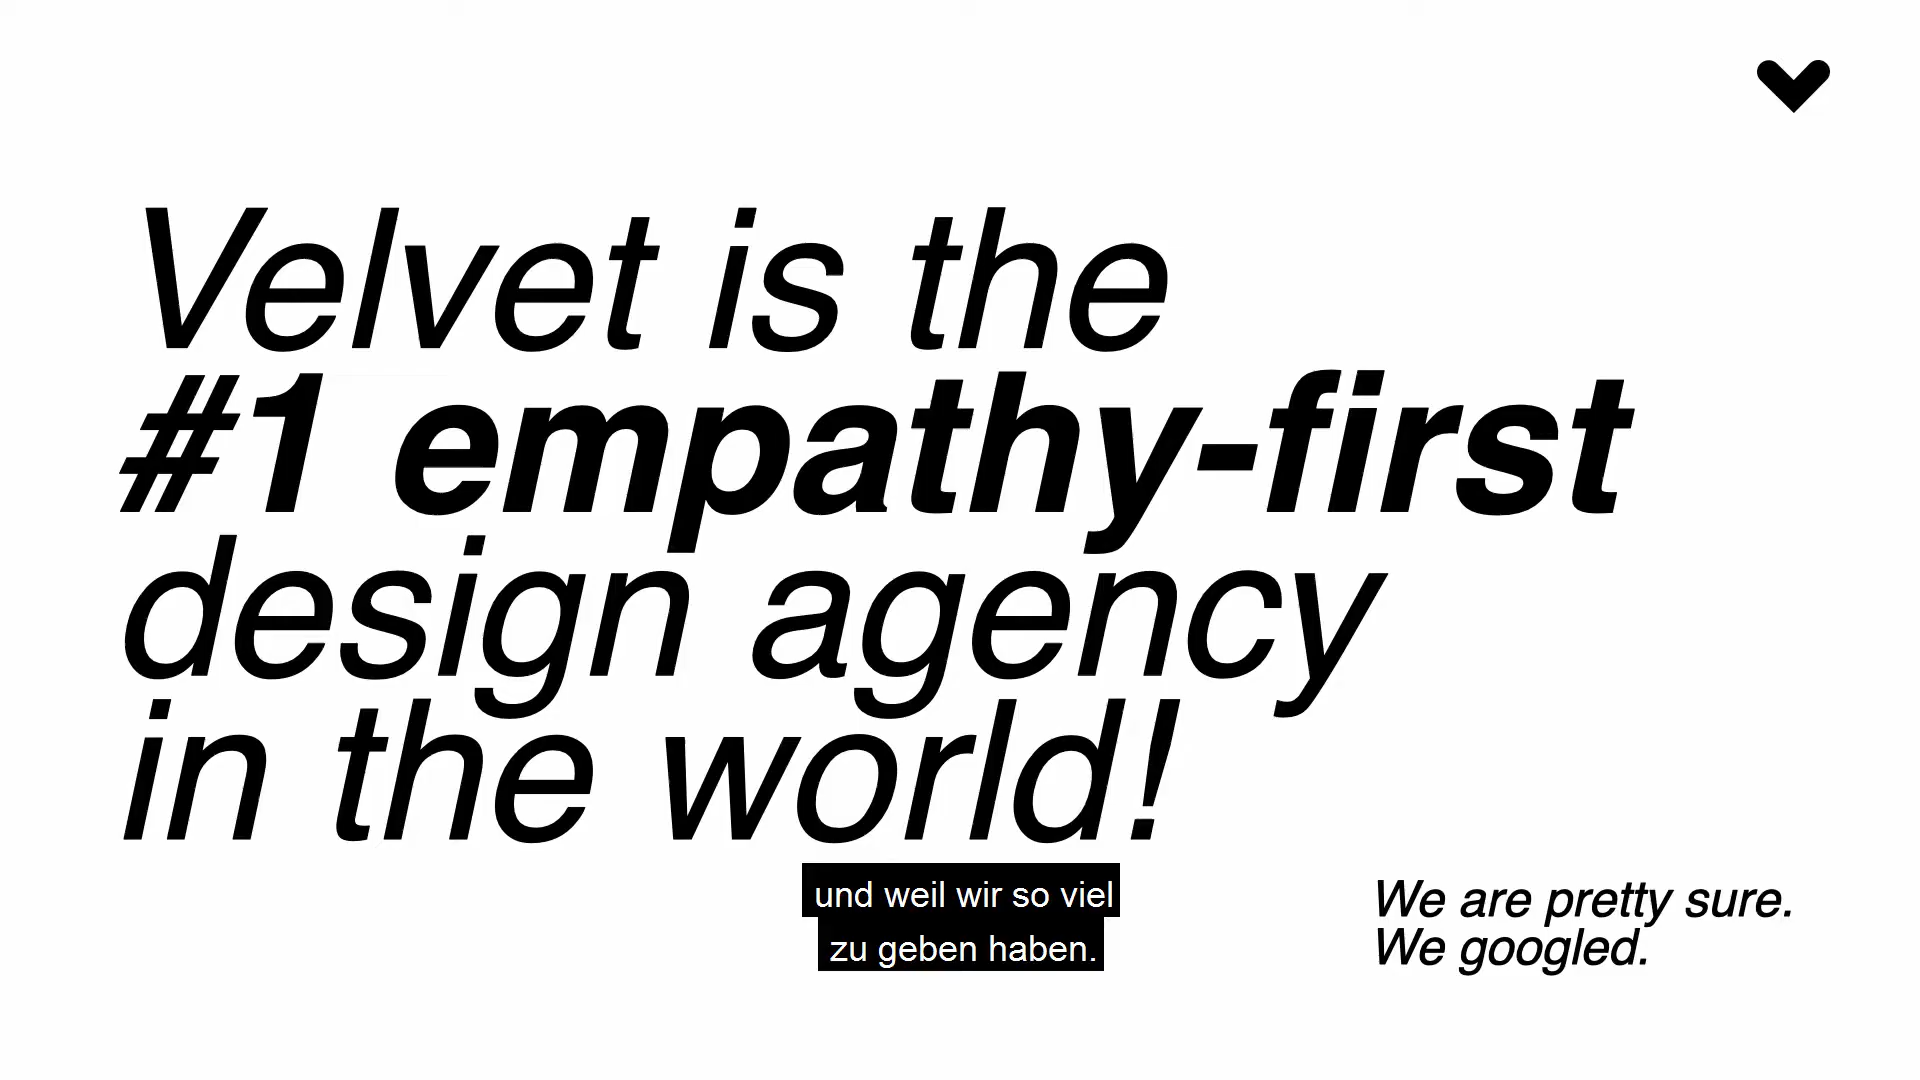 Velvet is the
#1 empathy-first
design agency
in the world!
und weil wir so viel
zu geben haben.
We are pretty sure.
We googled.